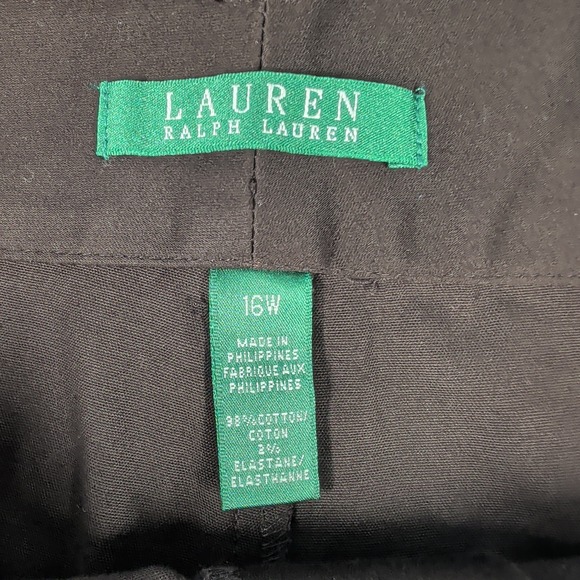 LAUREN
RALPH LAUREN
16W
MADE IN
PHILIPPINES
FABRIQUE AUX
PHILIPPINES
98%COTTON/
COTON
2%
ELASTANE/
ELASTHANNE